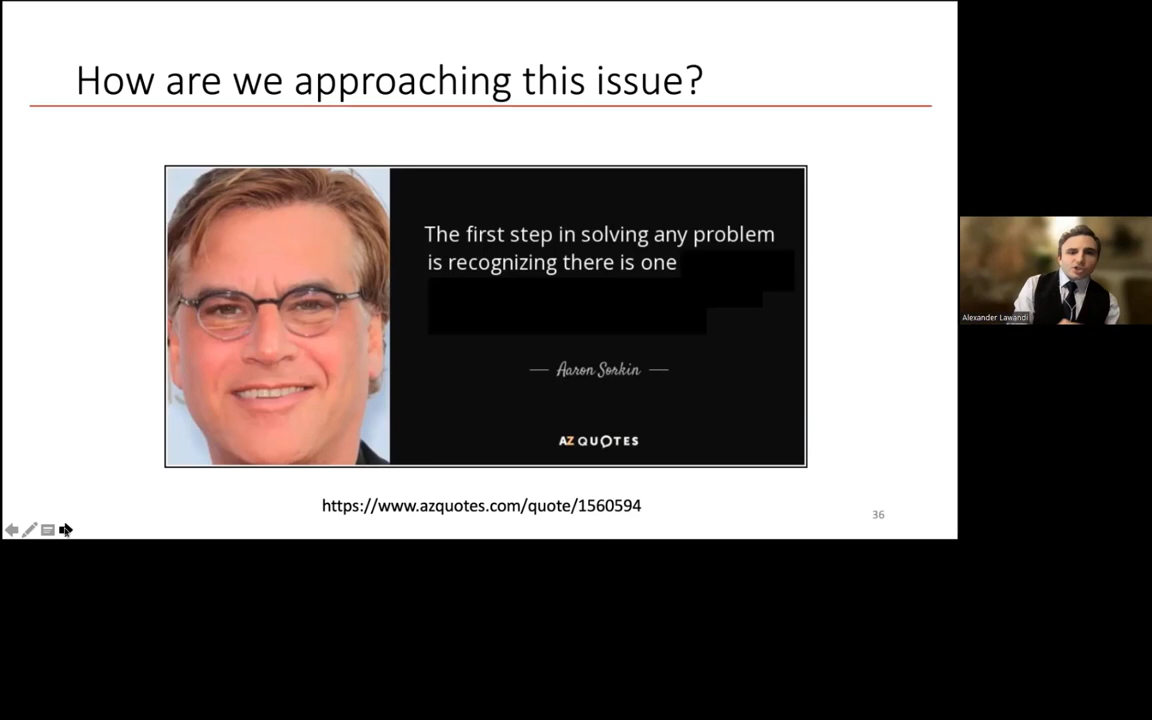 How are we approaching this issue?
The first step in solving any problem
is recognizing there is one
— Aaron Sorkin —
AZ QUOTES
https://www.azquotes.com/quote/1560594
36
Alexander Lawandi